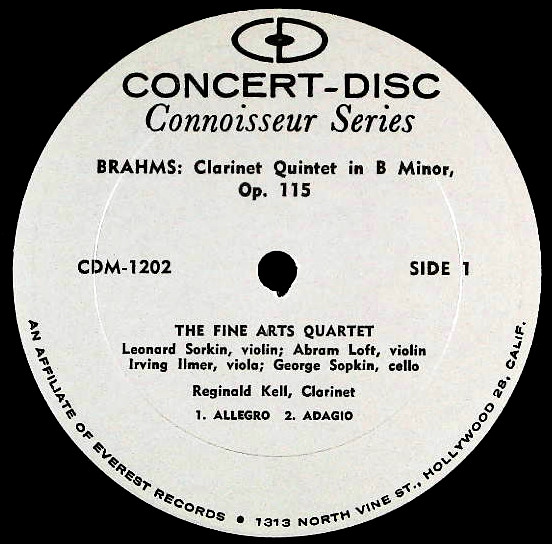 CD
CONCERT-DISC
Connoisseur Series
BRAHMS: Clarinet Quintet in B Minor,
Op. 115
CDM-1202
SIDE 1
THE FINE ARTS QUARTET
Leonard Sorkin, violin; Abram Loft, violin
Irving Ilmer, viola; George Sopkin, cello
Reginald Kell, Clarinet
1. ALLEGRO 2. ADAGIO
AN AFFILIATE OF EVEREST RECORDS • 1313 NORTH VINE ST., HOLLYWOOD 28, CALIF.